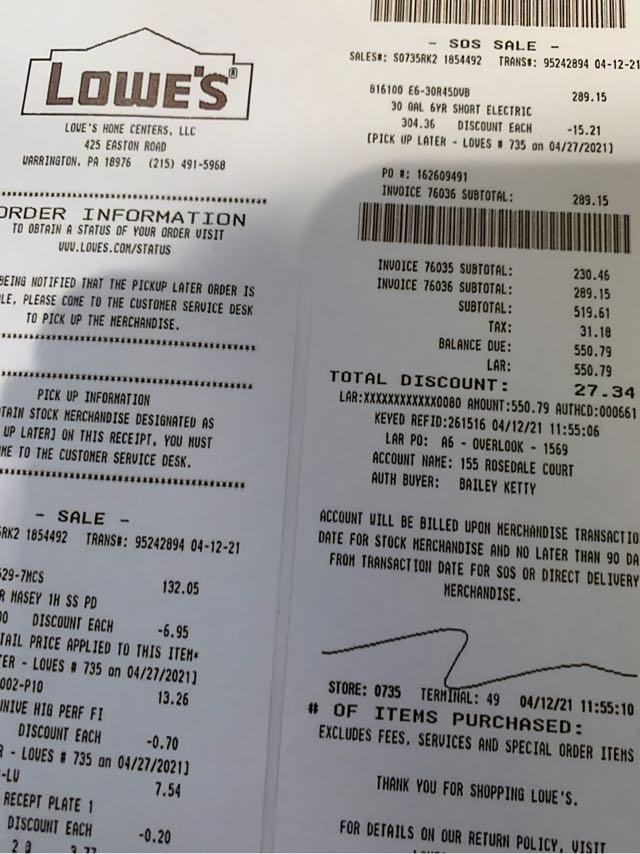 LOWE'S®
LOWE'S HOME CENTERS, LLC
425 EASTON ROAD
WARRINGTON, PA 18976 (215) 491-5968
ORDER INFORMATION
TO OBTAIN A STATUS OF YOUR ORDER VISIT
WWW.LOWES.COM/STATUS
BEING NOTIFIED THAT THE PICKUP LATER ORDER IS
PLEASE COME TO THE CUSTOMER SERVICE DESK
TO PICK UP THE MERCHANDISE.
PICK UP INFORMATION
STOCK MERCHANDISE DESIGNATED AS
UP LATER] ON THIS RECEIPT, YOU MUST
TO THE CUSTOMER SERVICE DESK.
- SALE -
1854492 TRANS#: 95242894 04-12-21
29-7MCS 132.05
MASEY 1H SS PD
DISCOUNT EACH -6.95
PRICE APPLIED TO THIS ITEM*
- LOWES # 735 on 04/27/2021]
002-P10 13.26
UNIVE HIG PERF FI
DISCOUNT EACH -0.70
- LOWES # 735 on 04/27/2021]
-LW 7.54
RECEPT PLATE 1
DISCOUNT EACH -0.20
- SOS SALE -
SALES#: S0735RK2 1854492 TRANS#: 95242894 04-12-21
816100 E6-30R45DVB 289.15
30 GAL 6YR SHORT ELECTRIC
304.36 DISCOUNT EACH -15.21
[PICK UP LATER - LOWES # 735 on 04/27/2021]
PO #: 162609491
INVOICE 76036 SUBTOTAL: 289.15
INVOICE 76035 SUBTOTAL: 230.46
INVOICE 76036 SUBTOTAL: 289.15
SUBTOTAL: 519.61
TAX: 31.18
BALANCE DUE: 550.79
LAR: 550.79
TOTAL DISCOUNT: 27.34
LAR:XXXXXXXXXXXX0080 AMOUNT:550.79 AUTHCD:000661
KEYED REFID:261516 04/12/21 11:55:06
LAR PO: A6 - OVERLOOK - 1569
ACCOUNT NAME: 155 ROSEDALE COURT
AUTH BUYER: BAILEY KETTY
ACCOUNT WILL BE BILLED UPON MERCHANDISE
DATE FOR STOCK MERCHANDISE AND NO LATER THAN 90
FROM TRANSACTION DATE FOR SOS OR DIRECT DELIVERY
MERCHANDISE.
STORE: 0735 TERMINAL: 49 04/12/21 11:55:10
# OF ITEMS PURCHASED:
EXCLUDES FEES, SERVICES AND SPECIAL ORDER ITEMS
THANK YOU FOR SHOPPING LOWE'S.
FOR DETAILS ON OUR RETURN POLICY, VISIT